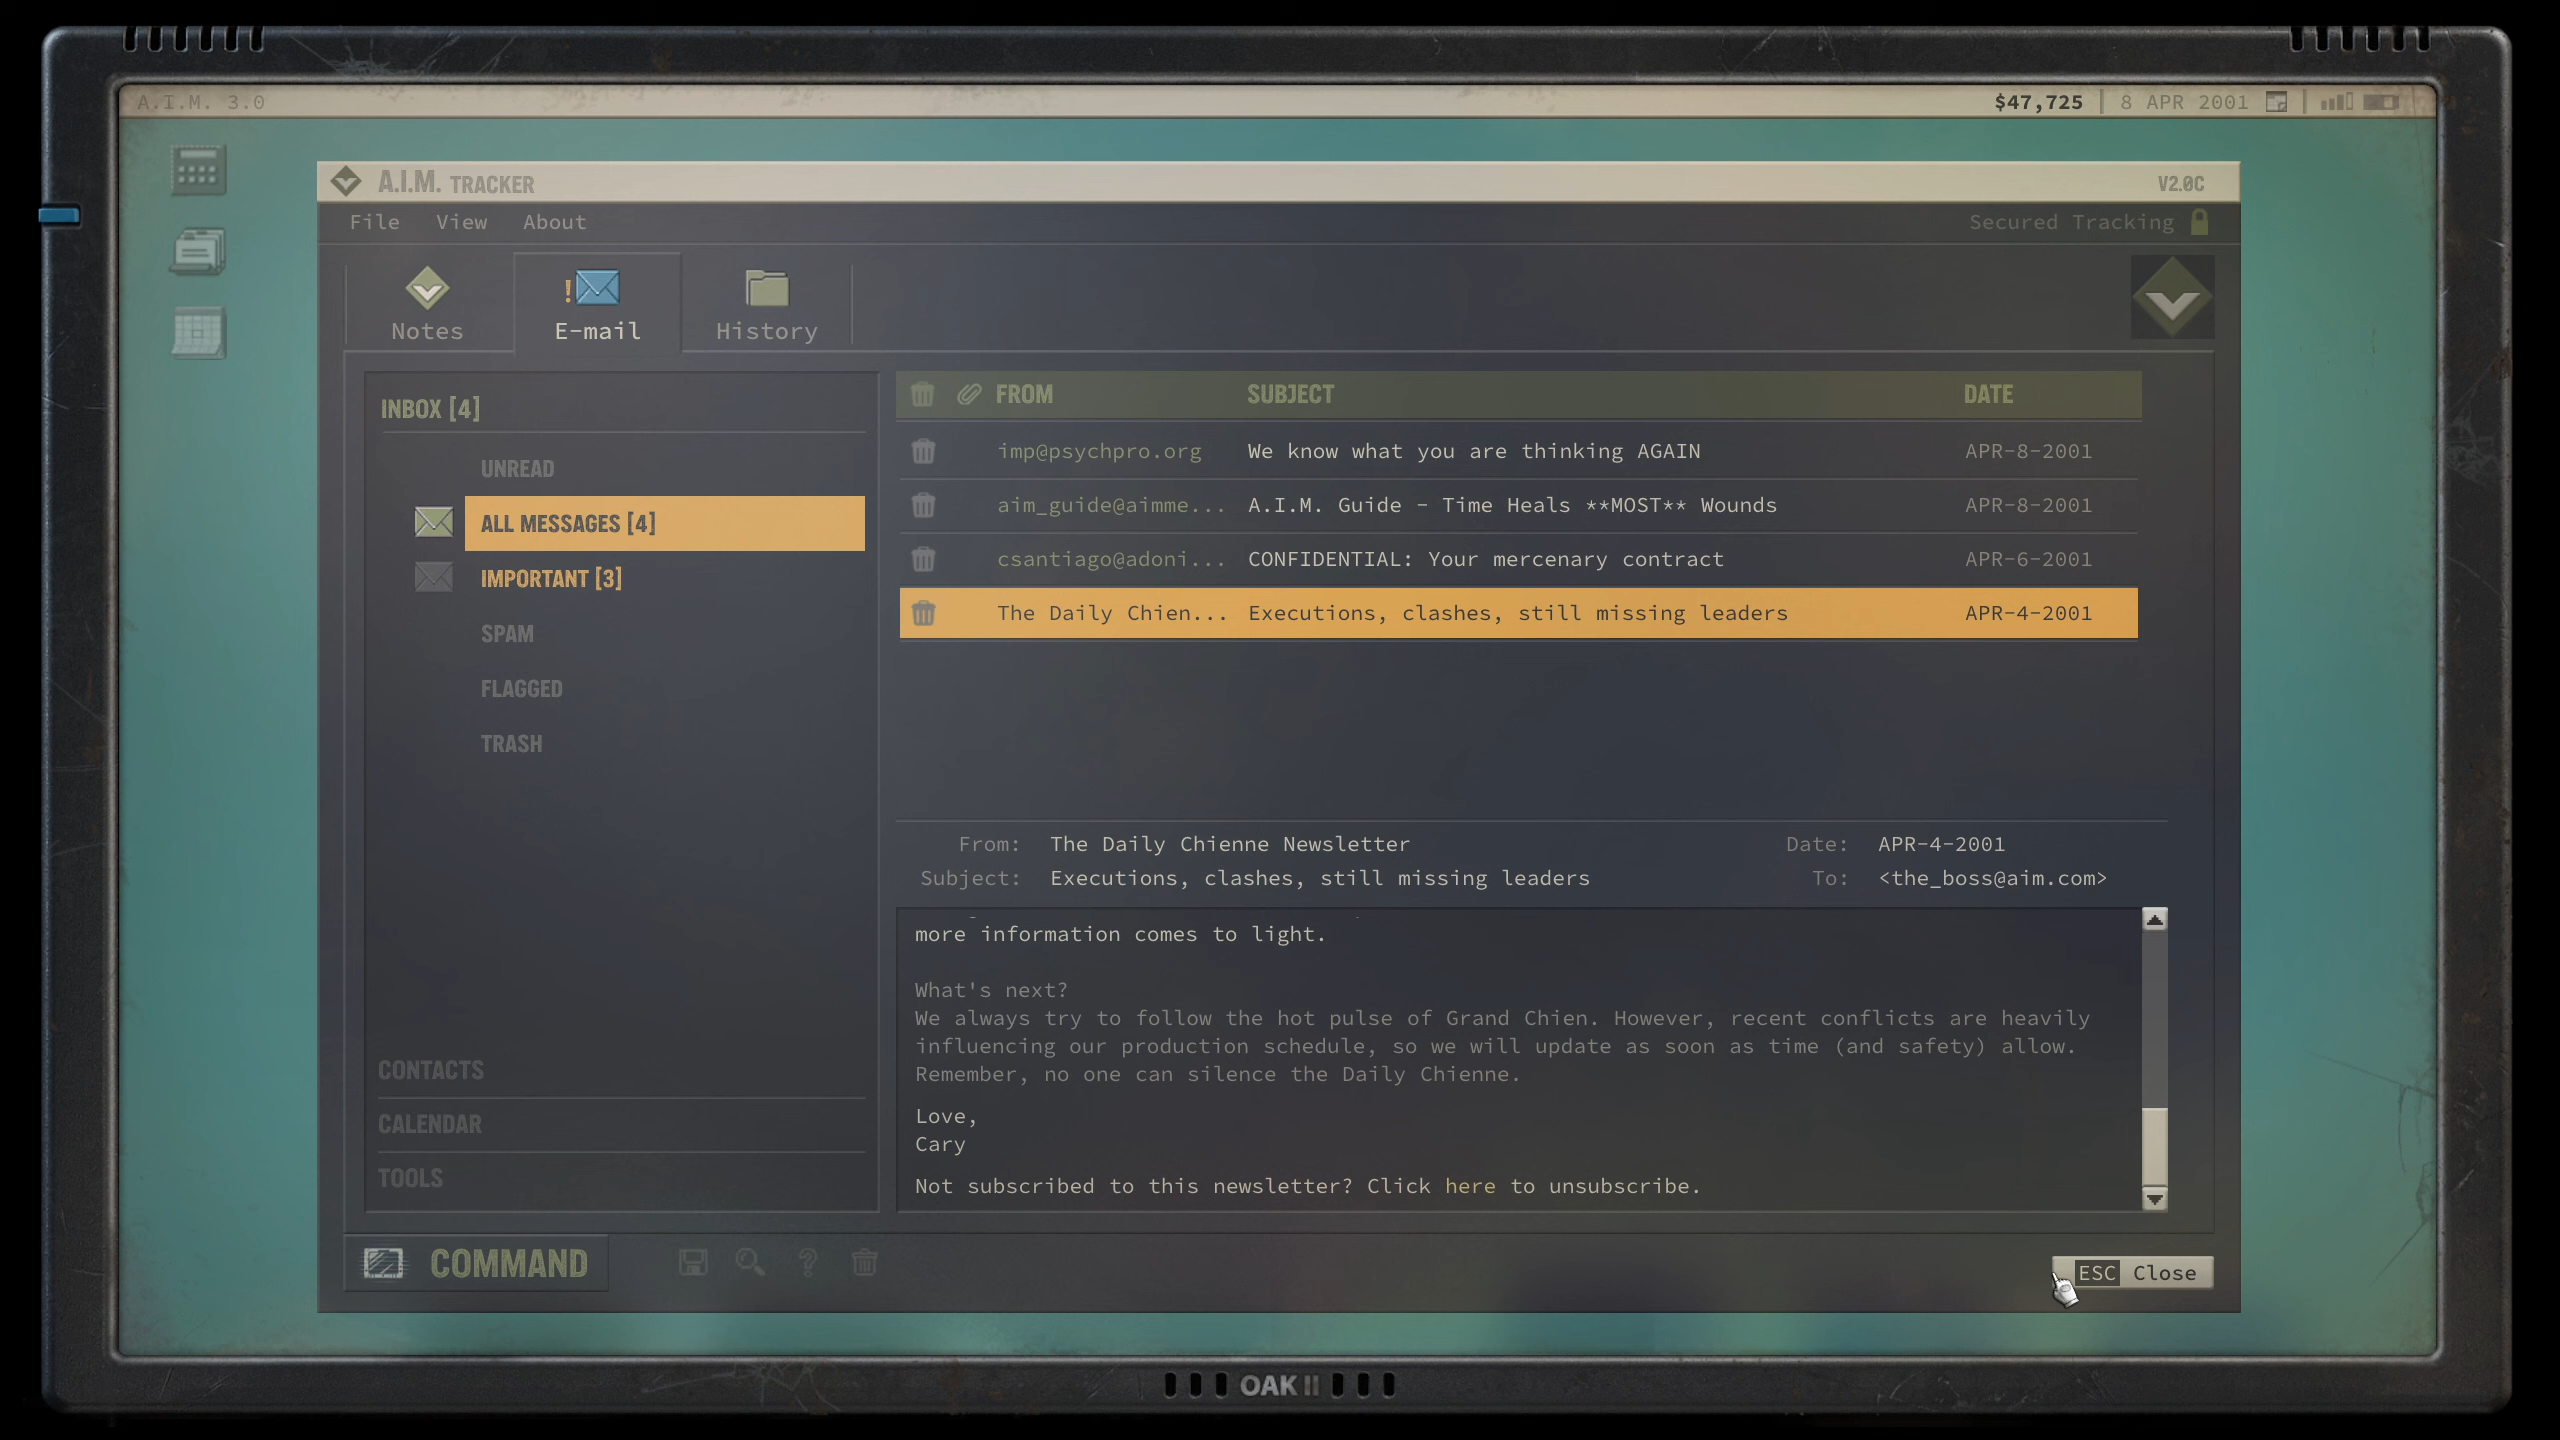 A.I.M. 3.0
$47,725 | 8 APR 2001
A.I.M. TRACKER
V2.0C
File View About
Secured Tracking
Notes
! E-mail
History
INBOX [4]
UNREAD
ALL MESSAGES [4]
IMPORTANT [3]
SPAM
FLAGGED
TRASH
CONTACTS
CALENDAR
TOOLS
FROM SUBJECT DATE
imp@psychpro.org We know what you are thinking AGAIN APR-8-2001
aim_guide@aimme... A.I.M. Guide - Time Heals **MOST** Wounds APR-8-2001
csantiago@adoni... CONFIDENTIAL: Your mercenary contract APR-6-2001
The Daily Chien... Executions, clashes, still missing leaders APR-4-2001
From: The Daily Chienne Newsletter Date: APR-4-2001
Subject: Executions, clashes, still missing leaders To: <the_boss@aim.com>
more information comes to light.
What's next?
We always try to follow the hot pulse of Grand Chien. However, recent conflicts are heavily
influencing our production schedule, so we will update as soon as time (and safety) allow.
Remember, no one can silence the Daily Chienne.
Love,
Cary
Not subscribed to this newsletter? Click here to unsubscribe.
COMMAND
?
ESC Close
OAK II